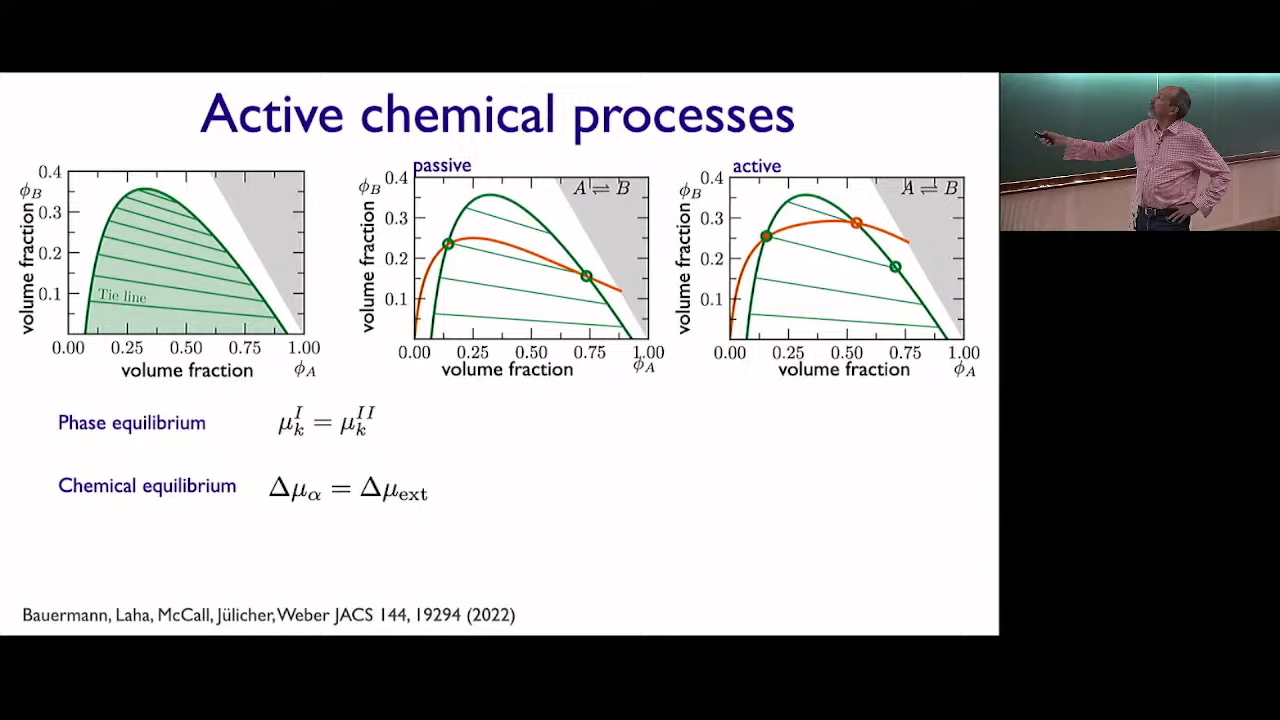 Active chemical processes
passive
active
ϕ_B
0.4
0.3
0.2
0.1
volume fraction
Tie line
0.00 0.25 0.50 0.75 1.00
volume fraction
ϕ_A
ϕ_B
0.4
0.3
0.2
0.1
volume fraction
A ⇌ B
0.00 0.25 0.50 0.75 1.00
volume fraction
ϕ_A
ϕ_B
0.4
0.3
0.2
0.1
volume fraction
A ⇌ B
0.00 0.25 0.50 0.75 1.00
volume fraction
ϕ_A
Phase equilibrium μ_k^I = μ_k^II
Chemical equilibrium Δμ_α = Δμ_ext
Bauermann, Laha, McCall, Jülicher, Weber JACS 144, 19294 (2022)